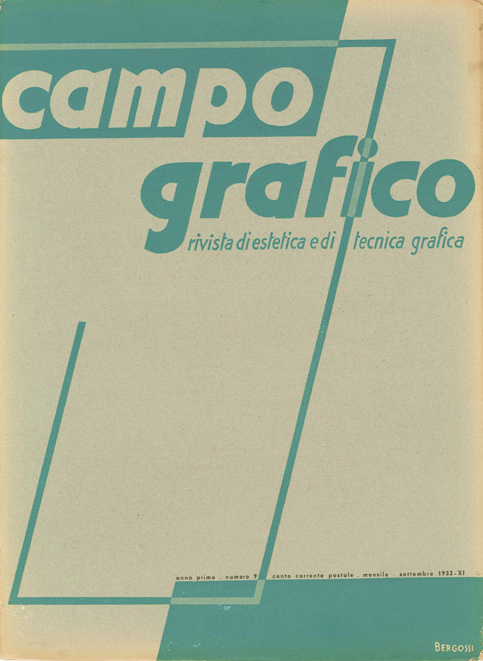 campo
grafico
rivista di estetica e di tecnica grafica
anno primo . numero 9 . conto corrente postale . mensile . settembre 1933-XI
BERGOSSI